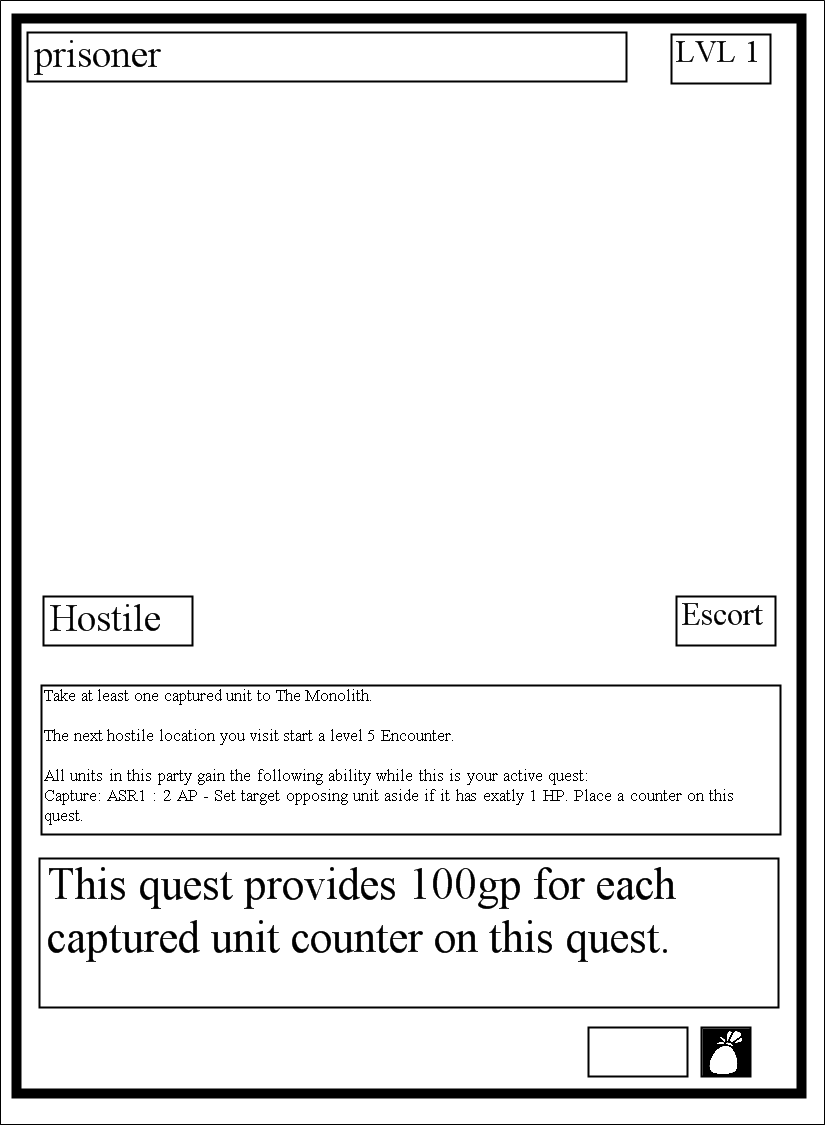 prisoner
LVL 1
Hostile
Escort
Take at least one captured unit to The Monolith.
The next hostile location you visit start a level 5 Encounter.
All units in this party gain the following ability while this is your active quest:
Capture: ASR1 : 2 AP - Set target opposing unit aside if it has exatly 1 HP. Place a counter on this
quest.
This quest provides 100gp for each
captured unit counter on this quest.